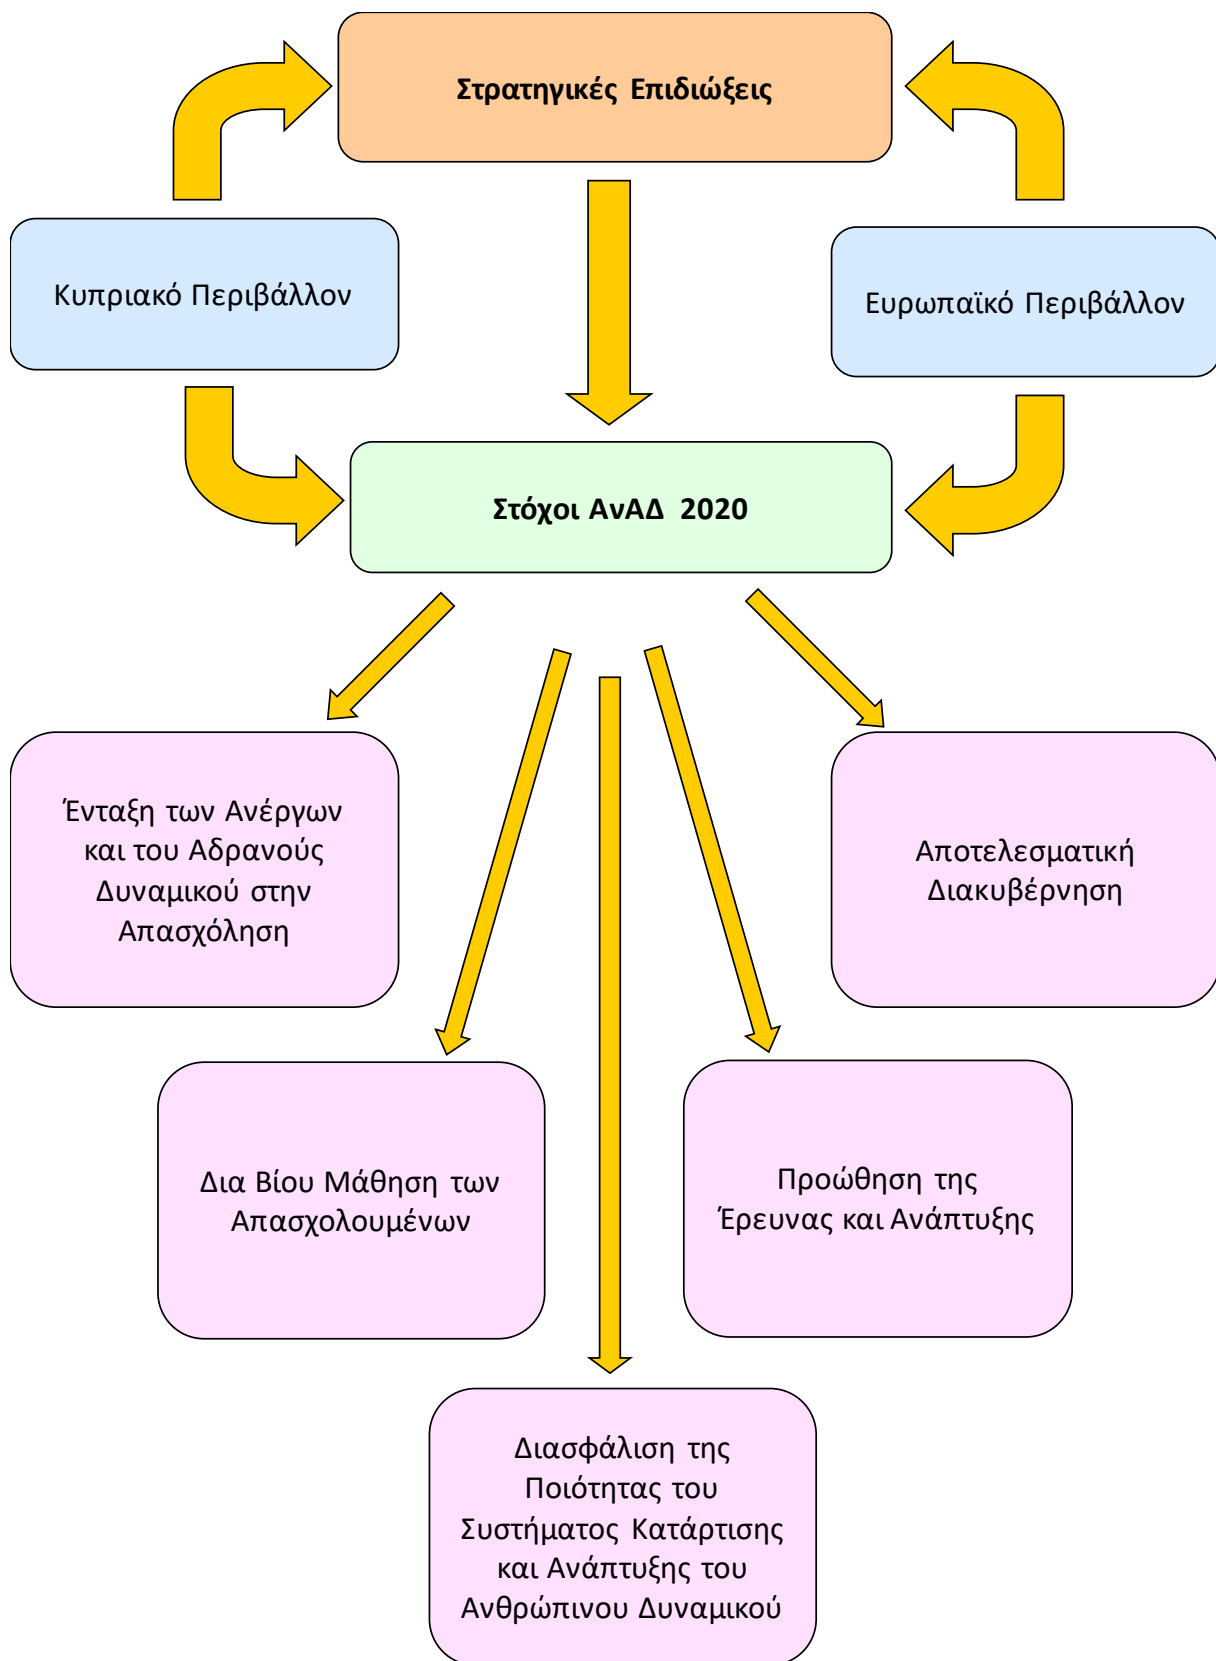 Στρατηγικές Επιδιώξεις
Κυπριακό Περιβάλλον
Ευρωπαϊκό Περιβάλλον
Στόχοι ΑνΑΔ 2020
Ένταξη των Ανέργων
και του Αδρανούς
Δυναμικού στην
Απασχόληση
Αποτελεσματική
Διακυβέρνηση
Δια Βίου Μάθηση των
Απασχολουμένων
Προώθηση της
Έρευνας και Ανάπτυξης
Διασφάλιση της
Ποιότητας του
Συστήματος Κατάρτισης
και Ανάπτυξης του
Ανθρώπινου Δυναμικού